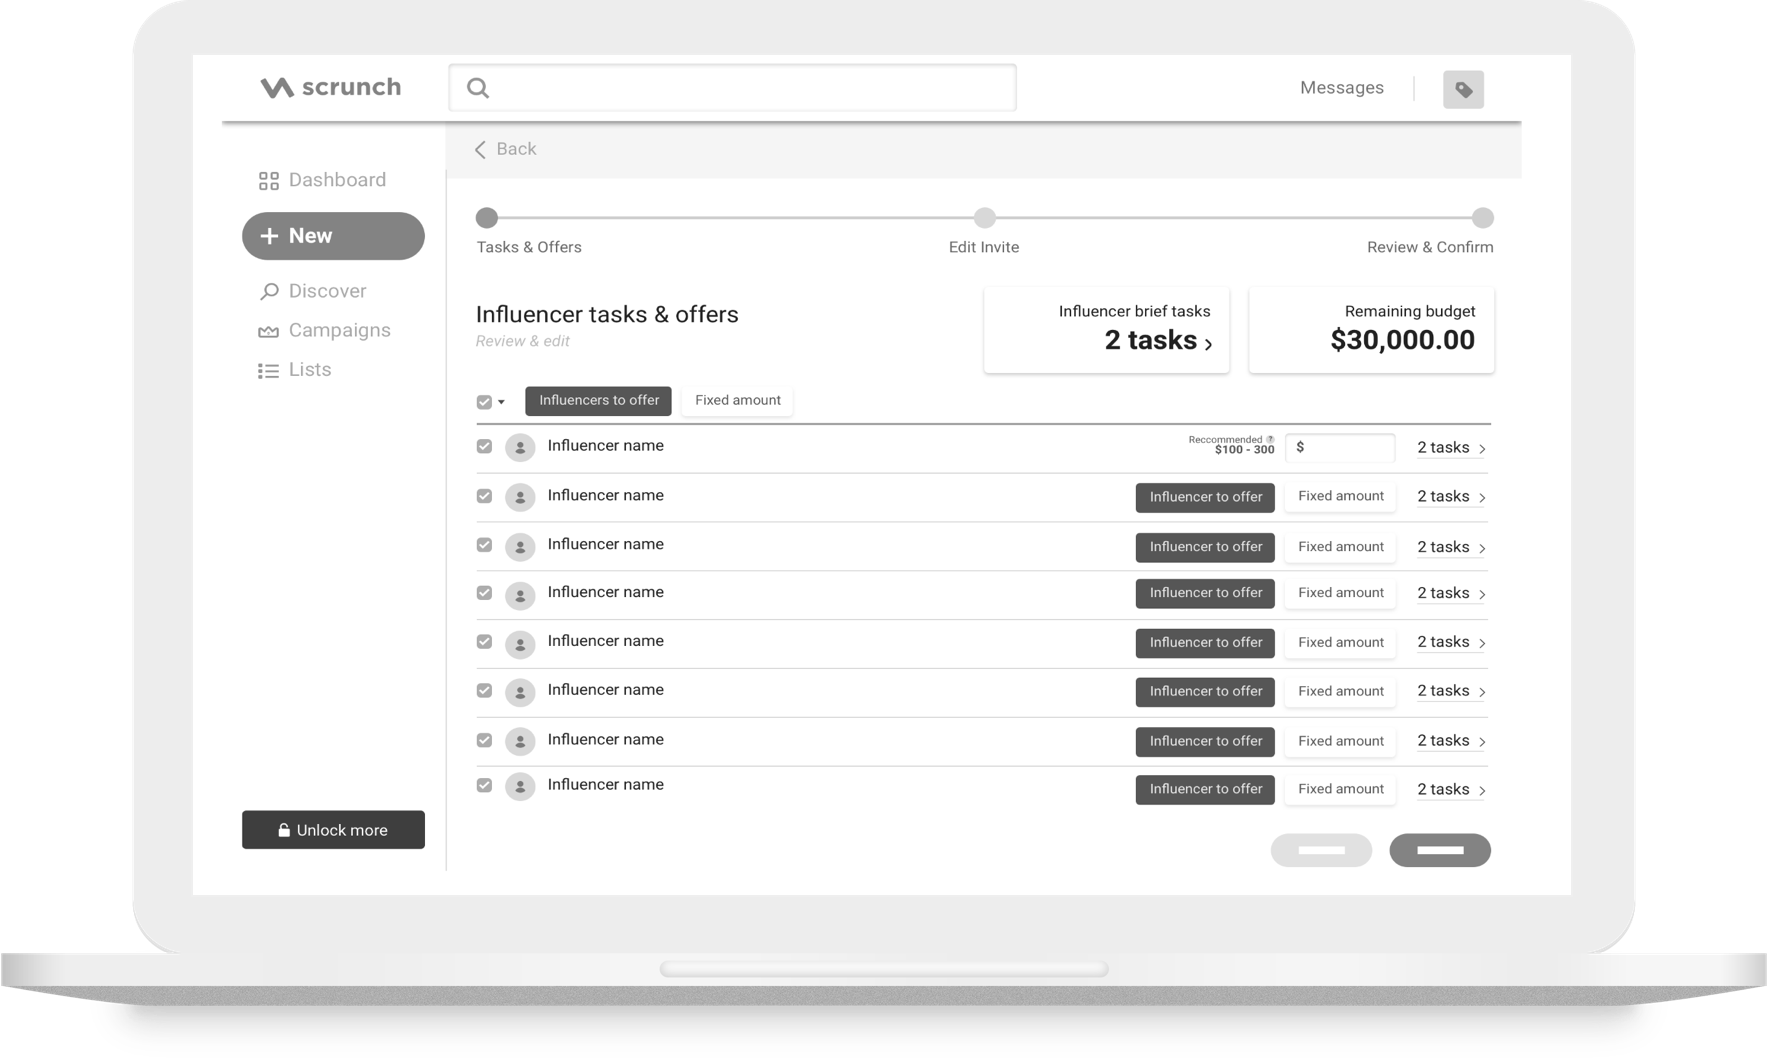 scrunch
Messages
Back
Dashboard
New
Discover
Campaigns
Lists
Unlock more
Tasks & Offers
Edit Invite
Review & Confirm
Influencer tasks & offers
Review & edit
Influencer brief tasks
2 tasks
Remaining budget
$30,000.00
Influencers to offer
Fixed amount
Influencer name
Reccommended ?
$100 - 300
$
2 tasks
Influencer name
Influencer to offer
Fixed amount
2 tasks
Influencer name
Influencer to offer
Fixed amount
2 tasks
Influencer name
Influencer to offer
Fixed amount
2 tasks
Influencer name
Influencer to offer
Fixed amount
2 tasks
Influencer name
Influencer to offer
Fixed amount
2 tasks
Influencer name
Influencer to offer
Fixed amount
2 tasks
Influencer name
Influencer to offer
Fixed amount
2 tasks